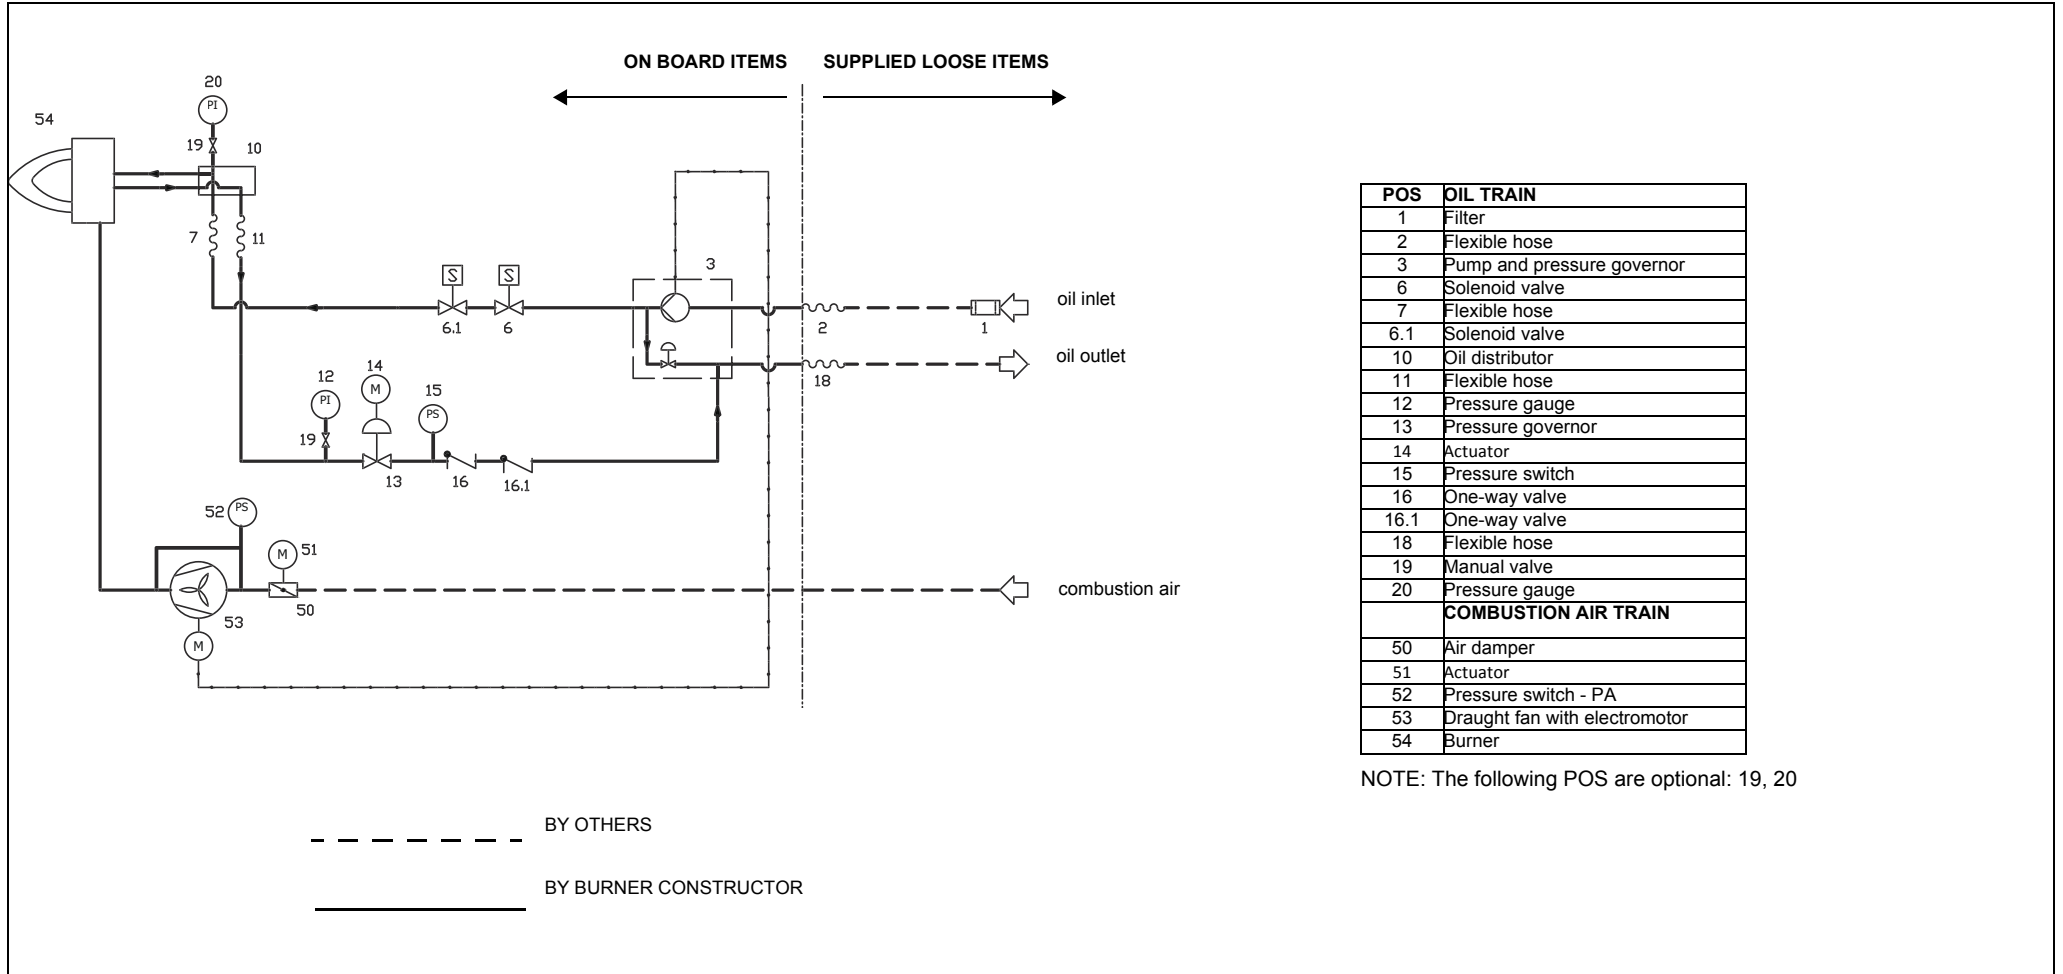 ON BOARD ITEMS SUPPLIED LOOSE ITEMS
20
PI
54
19
10
7
11
S S
3
6.1 6
2
1
oil inlet
oil outlet
18
14
12
M
15
PI
PS
19
13
16
16.1
52 PS
M 51
50
53
M
combustion air
BY OTHERS
BY BURNER CONSTRUCTOR
POS OIL TRAIN
1 Filter
2 Flexible hose
3 Pump and pressure governor
6 Solenoid valve
7 Flexible hose
6.1 Solenoid valve
10 Oil distributor
11 Flexible hose
12 Pressure gauge
13 Pressure governor
14 Actuator
15 Pressure switch
16 One-way valve
16.1 One-way valve
18 Flexible hose
19 Manual valve
20 Pressure gauge
COMBUSTION AIR TRAIN
50 Air damper
51 Actuator
52 Pressure switch - PA
53 Draught fan with electromotor
54 Burner
NOTE: The following POS are optional: 19, 20